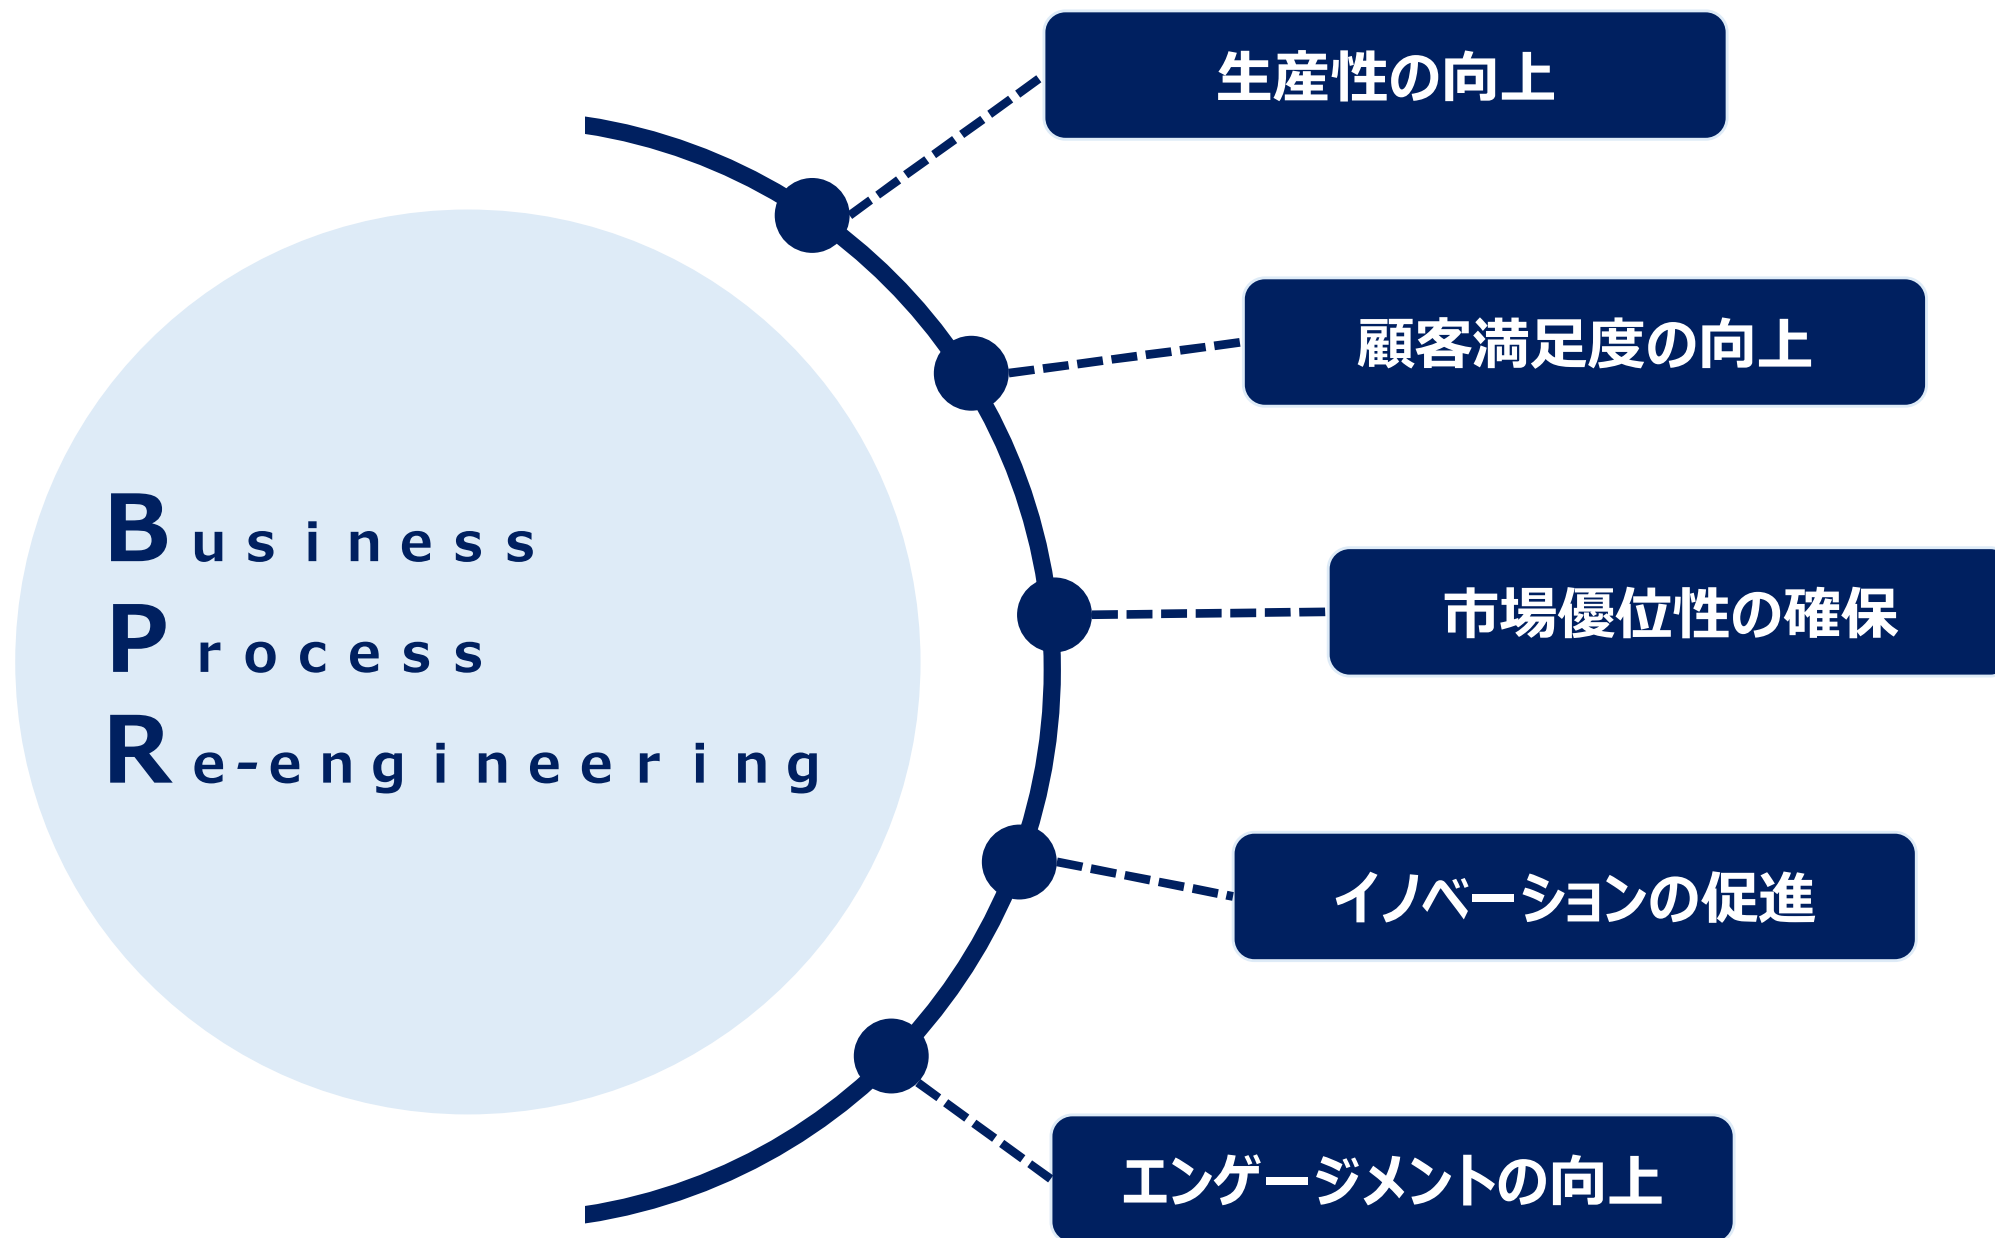 Business
Process
Re-engineering
生産性の向上
顧客満足度の向上
市場優位性の確保
イノベーションの促進
エンゲージメントの向上